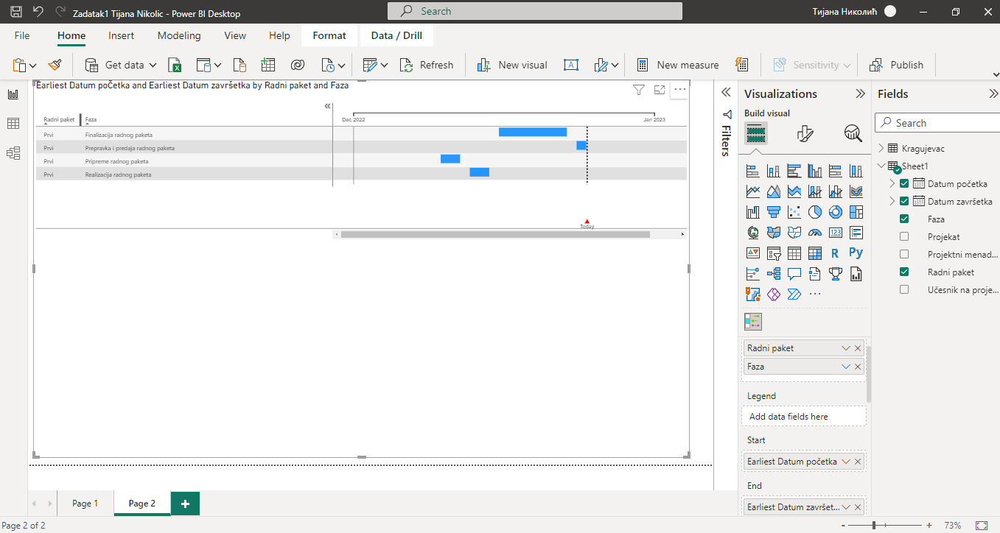 Zadatak1 Tijana Nikolic - Power BI Desktop
Search
Тијана Николић
File
Home
Insert
Modeling
View
Help
Format
Data / Drill
Get data
Refresh
New visual
New measure
Sensitivity
Publish
Earliest Datum početka and Earliest Datum završetka by Radni paket and Faza
Radni paket
Faza
Dec 2022
Jan 2023
Prvi
Finalizacija radnog paketa
Prvi
Prepravka i predaja radnog paketa
Prvi
Pripreme radnog paketa
Prvi
Realizacija radnog paketa
Today
Filters
Visualizations
Build visual
123
R
Py
Radni paket
Faza
Legend
Add data fields here
Start
Earliest Datum početka
End
Earliest Datum završet...
Fields
Search
Kragujevac
Sheet1
Datum početka
Datum završetka
Faza
Projekat
Projektni menad...
Radni paket
Učesnik na proje...
Page 1
Page 2
Page 2 of 2
73%